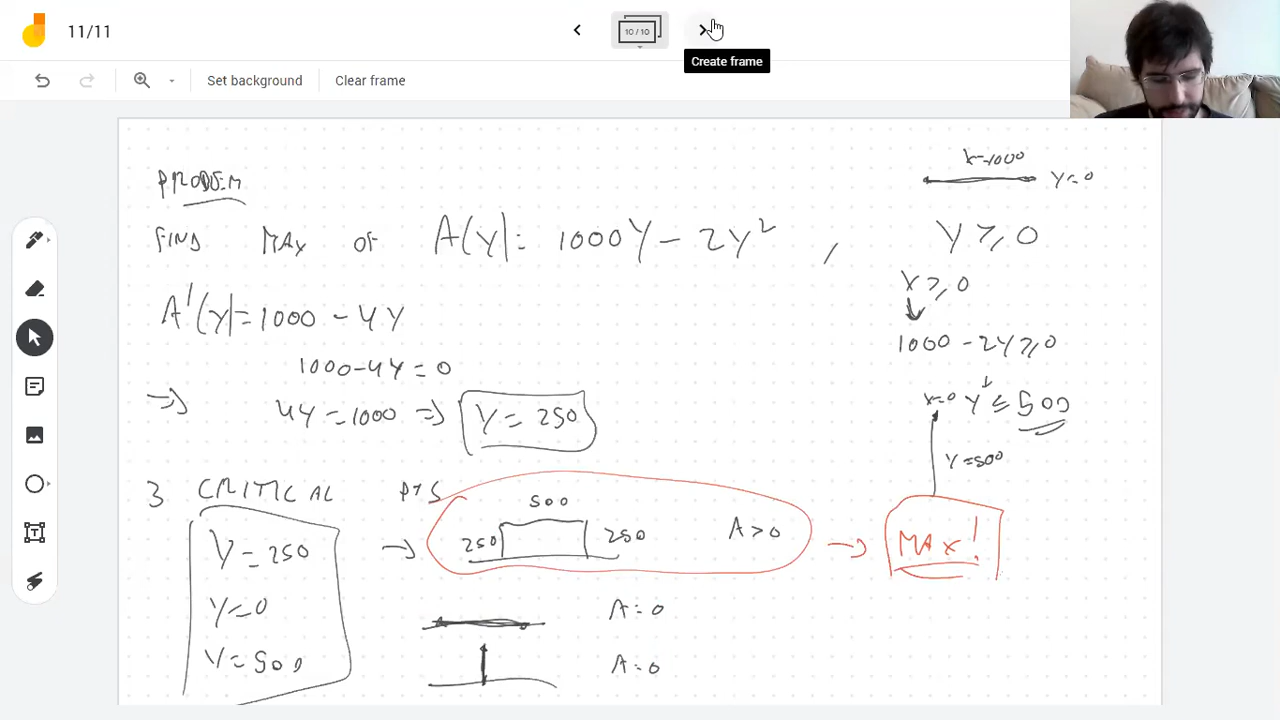 11/11
10 / 10
Create frame
Set background
Clear frame
PROBLEM
FIND MAX OF A(Y)= 1000Y - 2Y² , Y ≥ 0
X=1000
Y=0
X ≥ 0
A'(Y)=1000 - 4Y
1000 - 2Y ≥ 0
1000-4Y = 0
X=0 Y ≤ 500
⇒ 4Y = 1000 ⇒ Y = 250
Y=500
3 CRITICAL PTS
500
Y = 250 → 250 250 A > 0 → MAX!
Y=0 A=0
Y=500 A=0